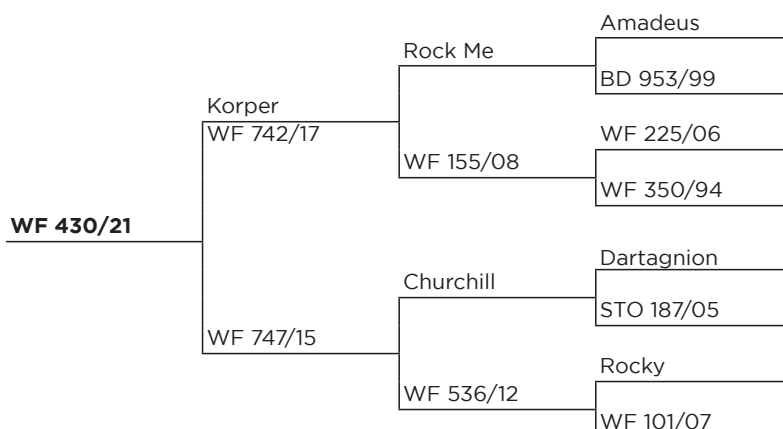 Amadeus
Rock Me
BD 953/99
Korper
WF 742/17
WF 225/06
WF 155/08
WF 350/94
WF 430/21
Dartagnion
Churchill
STO 187/05
WF 747/15
Rocky
WF 536/12
WF 101/07